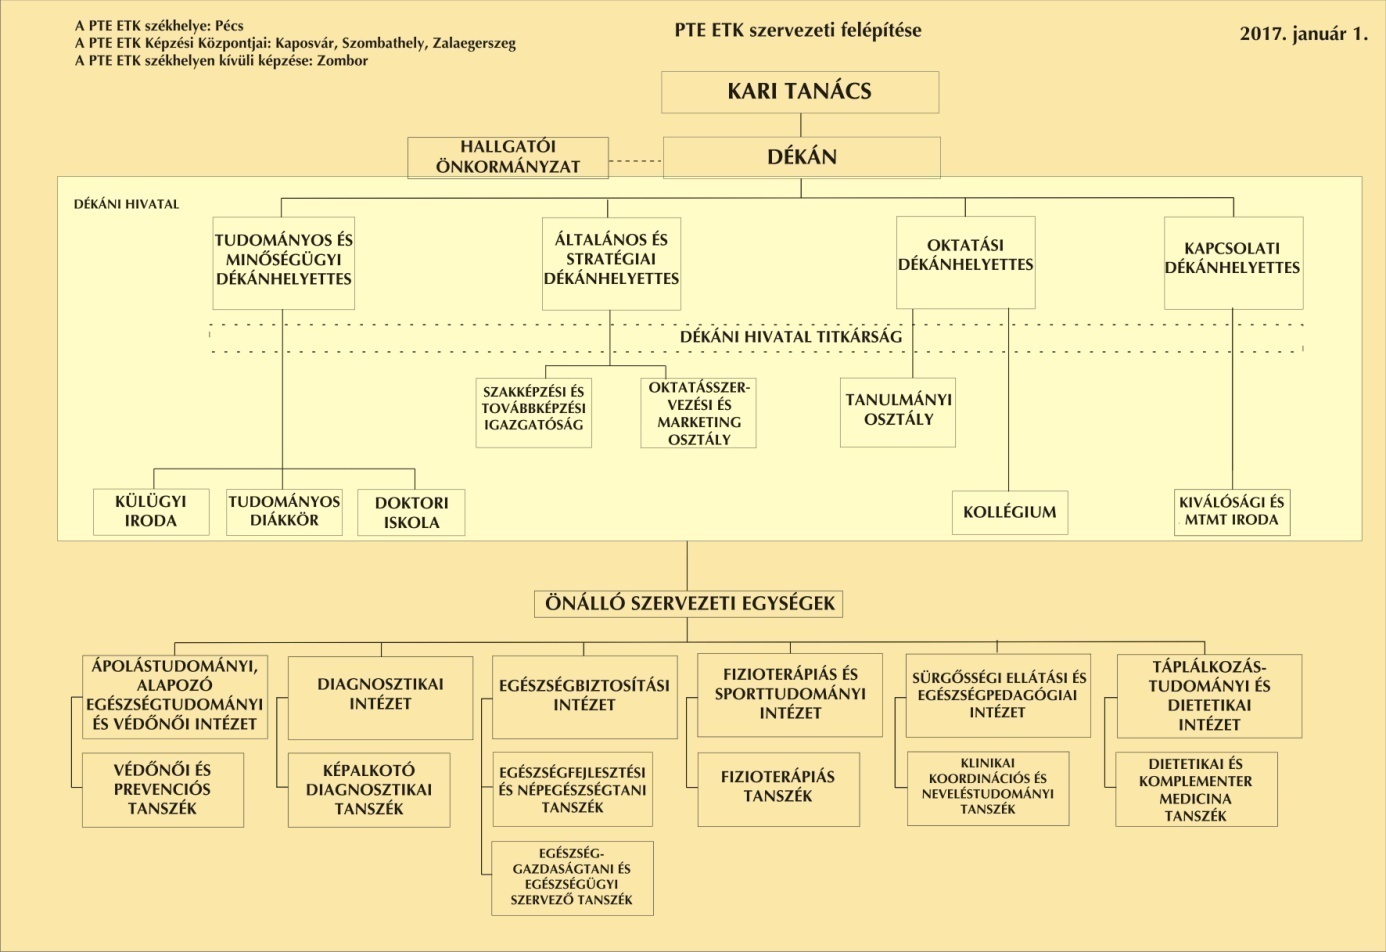 A PTE ETK székhelye: Pécs
A PTE ETK Képzési Központjai: Kaposvár, Szombathely, Zalaegerszeg
A PTE ETK székhelyen kívüli képzése: Zombor
PTE ETK szervezeti felépítése
2017. január 1.
KARI TANÁCS
HALLGATÓI
ÖNKORMÁNYZAT
DÉKÁN
DÉKÁNI HIVATAL
TUDOMÁNYOS ÉS
MINŐSÉGÜGYI
DÉKÁNHELYETTES
ÁLTALÁNOS ÉS
STRATÉGIAI
DÉKÁNHELYETTES
OKTATÁSI
DÉKÁNHELYETTES
KAPCSOLATI
DÉKÁNHELYETTES
DÉKÁNI HIVATAL TITKÁRSÁG
SZAKKÉPZÉSI ÉS
TOVÁBBKÉPZÉSI
IGAZGATÓSÁG
OKTATÁSSZER-
VEZÉSI ÉS
MARKETING
OSZTÁLY
TANULMÁNYI
OSZTÁLY
KÜLÜGYI
IRODA
TUDOMÁNYOS
DIÁKKÖR
DOKTORI
ISKOLA
KOLLÉGIUM
KIVÁLÓSÁGI ÉS
MTMT IRODA
ÖNÁLLÓ SZERVEZETI EGYSÉGEK
ÁPOLÁSTUDOMÁNYI,
ALAPOZÓ
EGÉSZSÉGTUDOMÁNYI
ÉS VÉDŐNŐI INTÉZET
DIAGNOSZTIKAI
INTÉZET
EGÉSZSÉGBIZTOSÍTÁSI
INTÉZET
FIZIOTERÁPIÁS ÉS
SPORTTUDOMÁNYI
INTÉZET
SÜRGŐSSÉGI ELLÁTÁSI ÉS
EGÉSZSÉGPEDAGÓGIAI
INTÉZET
TÁPLÁLKOZÁS-
TUDOMÁNYI ÉS
DIETETIKAI
INTÉZET
VÉDŐNŐI ÉS
PREVENCIÓS
TANSZÉK
KÉPALKOTÓ
DIAGNOSZTIKAI
TANSZÉK
EGÉSZSÉGFEJLESZTÉSI
ÉS NÉPEGÉSZSÉGTANI
TANSZÉK
FIZIOTERÁPIÁS
TANSZÉK
KLINIKAI
KOORDINÁCIÓS ÉS
NEVELÉSTUDOMÁNYI
TANSZÉK
DIETETIKAI ÉS
KOMPLEMENTER
MEDICINA
TANSZÉK
EGÉSZSÉG-
GAZDASÁGTANI ÉS
EGÉSZSÉGÜGYI
SZERVEZŐ TANSZÉK